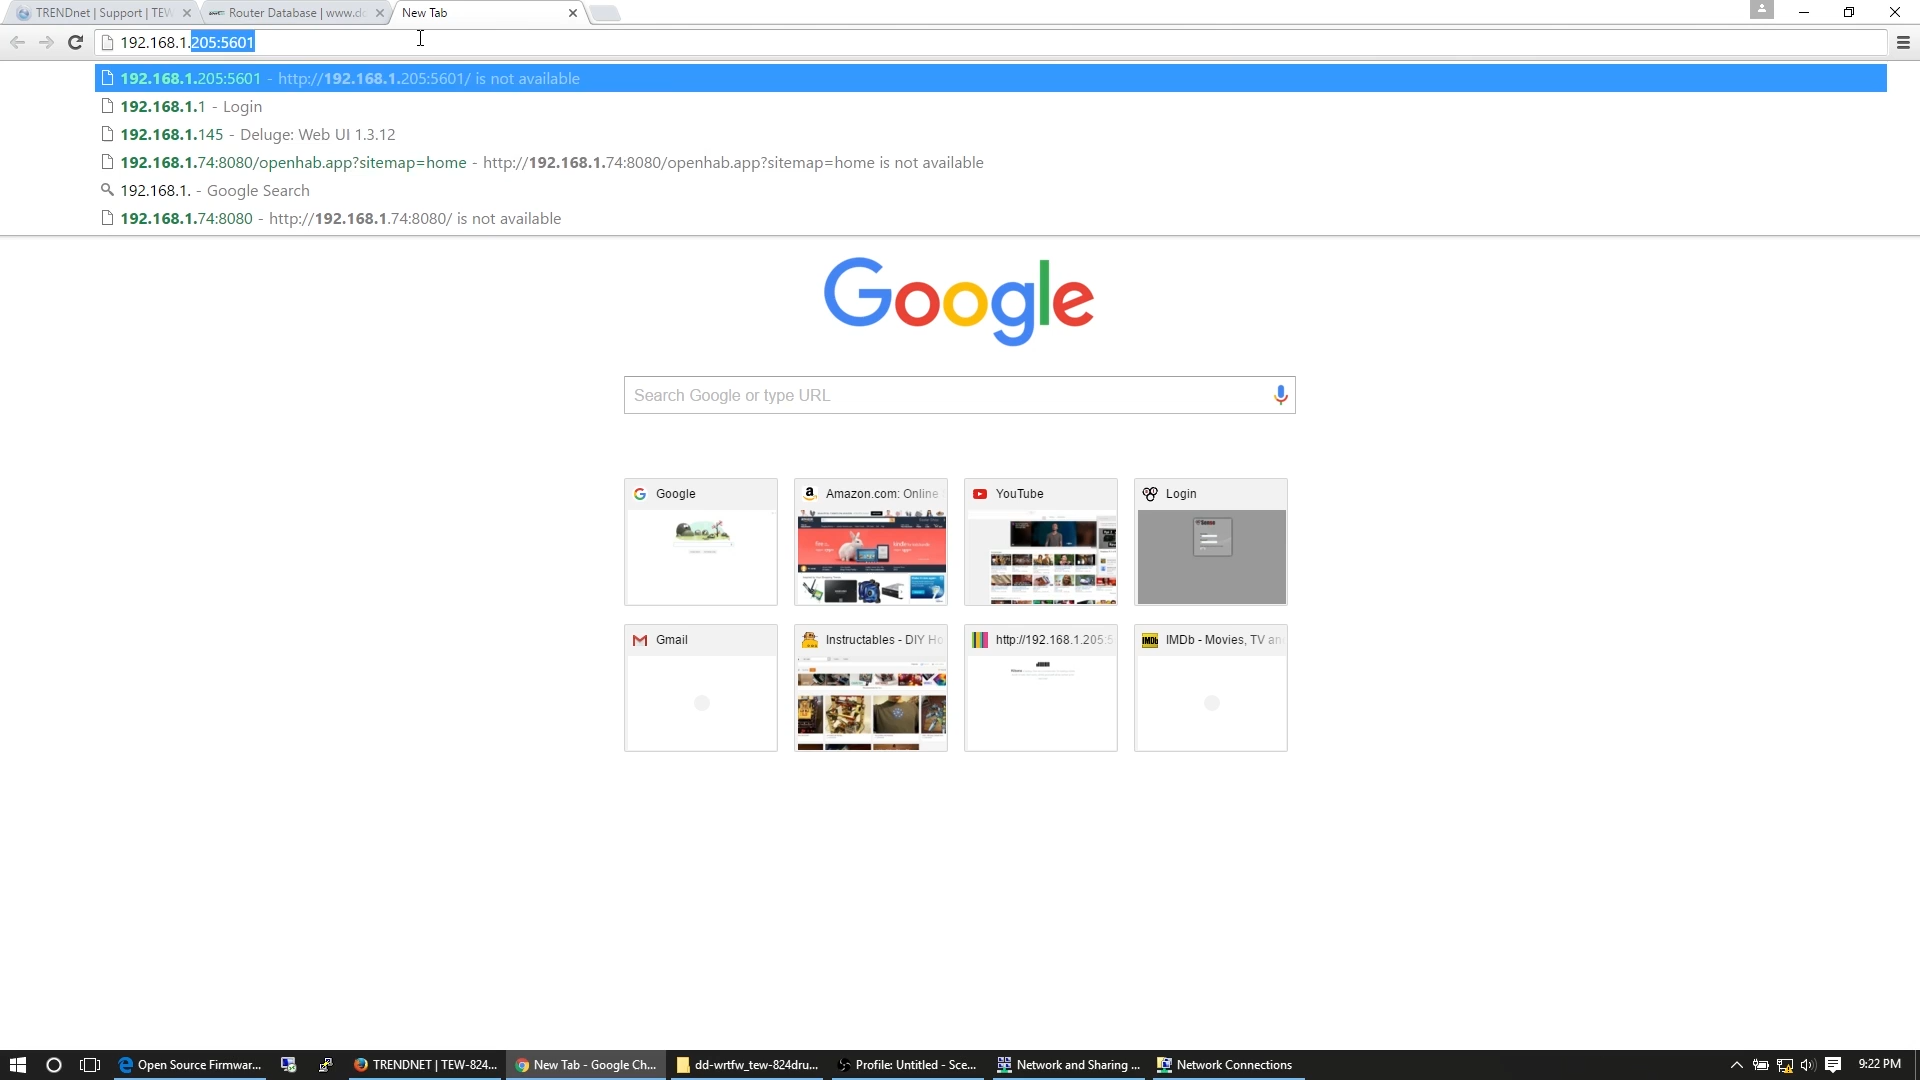 TRENDnet | Support | TEW
Router Database | www.dd
New Tab
192.168.1.205:5601
192.168.1.205:5601 - http://192.168.1.205:5601/ is not available
192.168.1.1 - Login
192.168.1.145 - Deluge: Web UI 1.3.12
192.168.1.74:8080/openhab.app?sitemap=home - http://192.168.1.74:8080/openhab.app?sitemap=home is not available
192.168.1. - Google Search
192.168.1.74:8080 - http://192.168.1.74:8080/ is not available
Google
Search Google or type URL
Google
Amazon.com: Online
YouTube
Login
Gmail
Instructables - DIY Ho
http://192.168.1.205:5
IMDb - Movies, TV an
Open Source Firmwar...
TRENDNET | TEW-824...
New Tab - Google Ch...
dd-wrtfw_tew-824dru...
Profile: Untitled - Sce...
Network and Sharing ...
Network Connections
9:22 PM